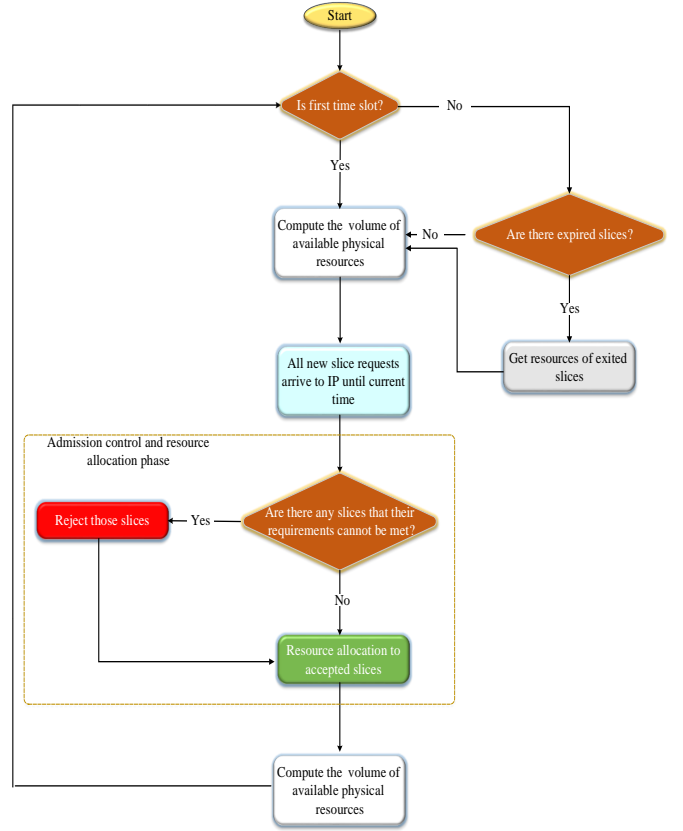 Start
Is first time slot?
No
Yes
Compute the volume of
available physical
resources
No
Are there expired slices?
Yes
All new slice requests
arrive to IP until current
time
Get resources of exited
slices
Admission control and resource
allocation phase
Are there any slices that their
requirements cannot be met?
Yes
Reject those slices
No
Resource allocation to
accepted slices
Compute the volume of
available physical
resources